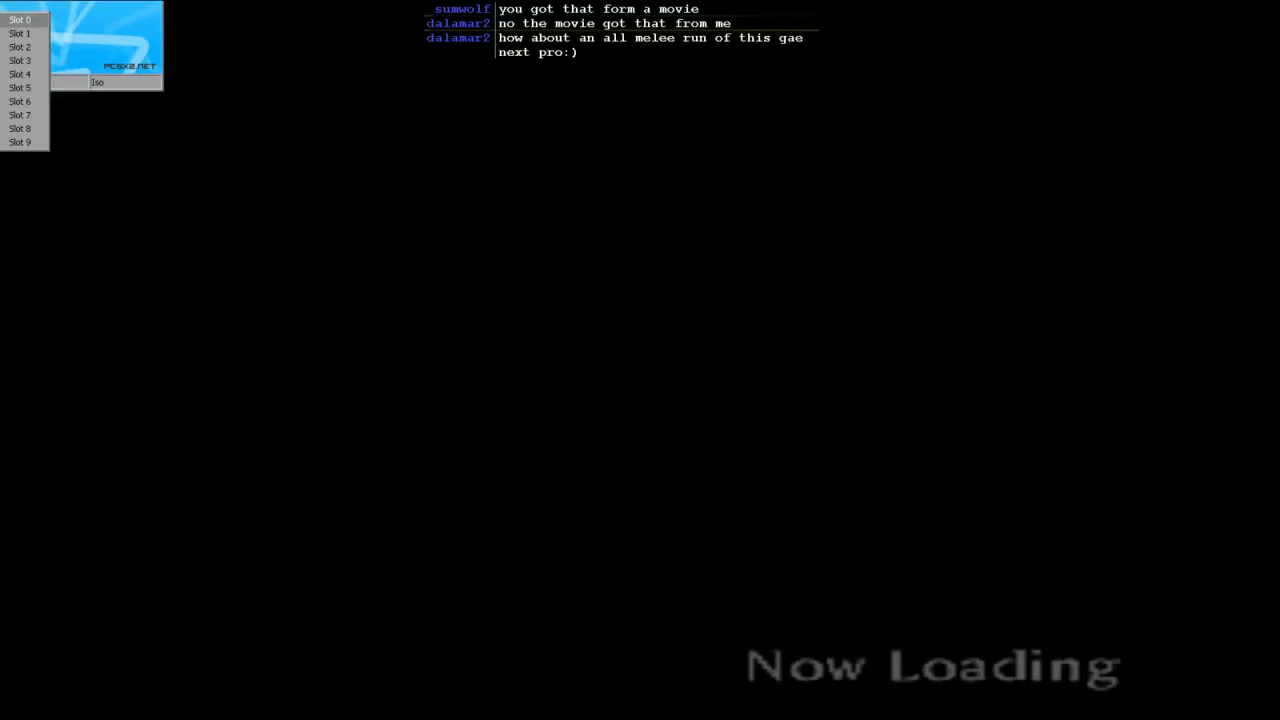 Slot 0
Slot 1
Slot 2
Slot 3
Slot 4
Slot 5
Slot 6
Slot 7
Slot 8
Slot 9
PCSX2.NET
Iso
sumwolf you got that form a movie
dalamar2 no the movie got that from me
dalamar2 how about an all melee run of this gae
next pro:)
Now Loading